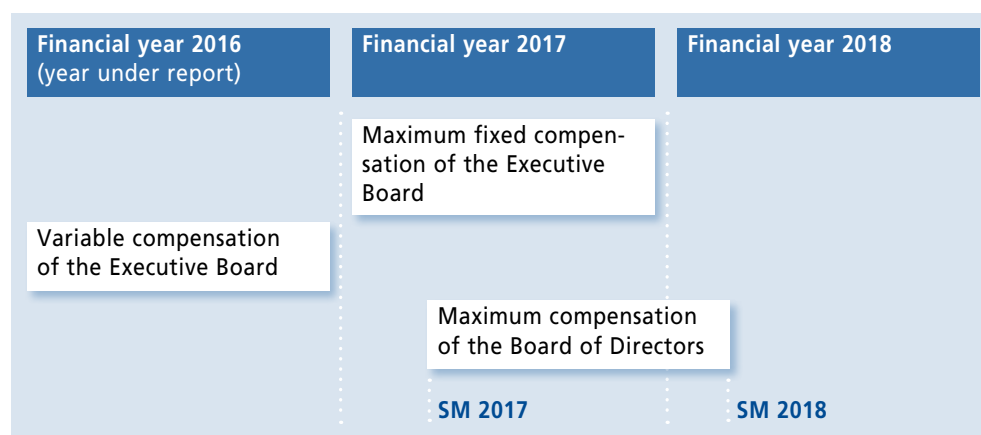 Financial year 2016
(year under report)
Financial year 2017
Financial year 2018
Maximum fixed compen-
sation of the Executive
Board
Variable compensation
of the Executive Board
Maximum compensation
of the Board of Directors
SM 2017
SM 2018